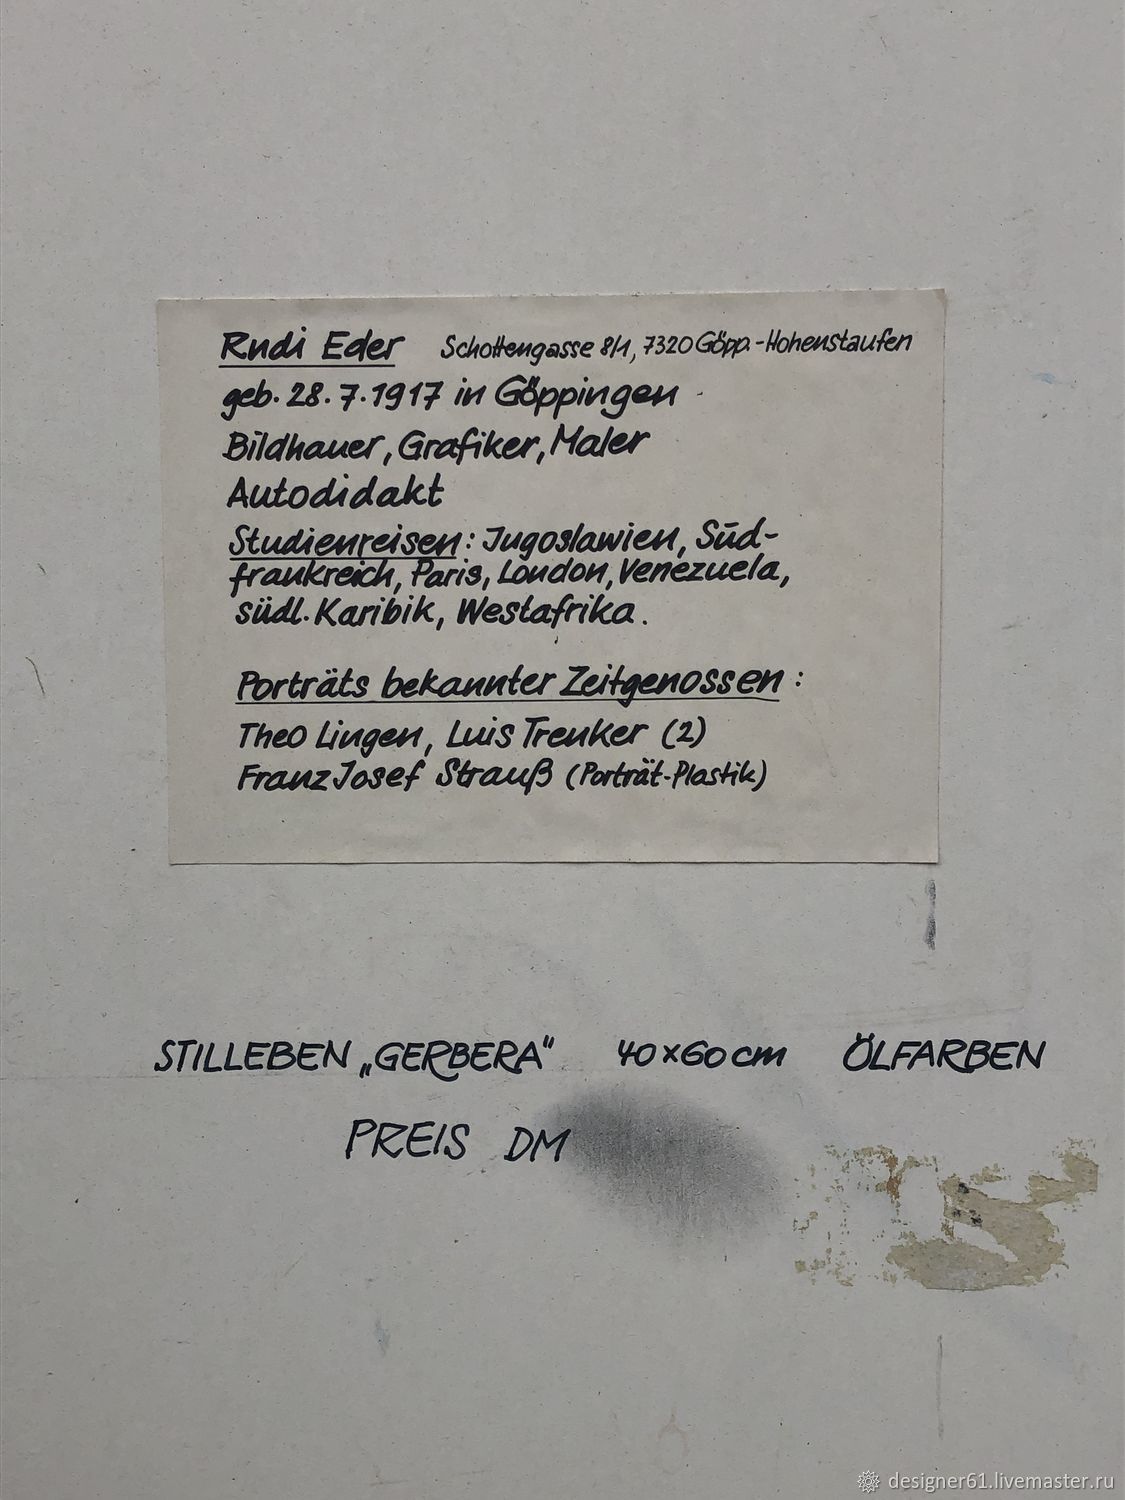 Rudi Eder Schottengasse 8/1, 7320 Göpp.-Hohenstaufen
geb. 28.7.1917 in Göppingen
Bildhauer, Grafiker, Maler
Autodidakt
Studienreisen: Jugoslawien, Süd-
frankreich, Paris, London, Venezuela,
südl. Karibik, Westafrika.
Porträts bekannter Zeitgenossen:
Theo Lingen, Luis Trenker (2)
Franz Josef Strauß (Porträt-Plastik)
STILLEBEN „GERBERA" 40x60 cm ÖLFARBEN
PREIS DM
designer61.livemaster.ru